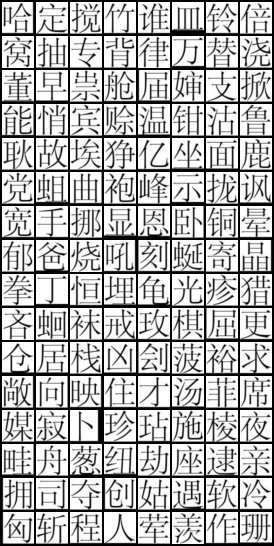 哈定搅竹谁皿铃倍
窝抽专背律万替浇
董早祟舱届婶支掀
能悄宾赊温钳沽鲁
耿故埃狰亿坐面鹿
党蛆曲袍峰示拢讽
宽手挪显恩卧铜晕
郁爸烧吼刻蜒寄晶
拳丁恒埋龟光疹猎
吝蛔袜戒玫棋屈更
仓居栈凶刽菠裕求
敞向映住才汤菲席
媒寂卜珍玷施棱夜
畦舟葱纽劫座逮亲
拥司夺创姑遇软冷
匈斩程人荤羡作珊